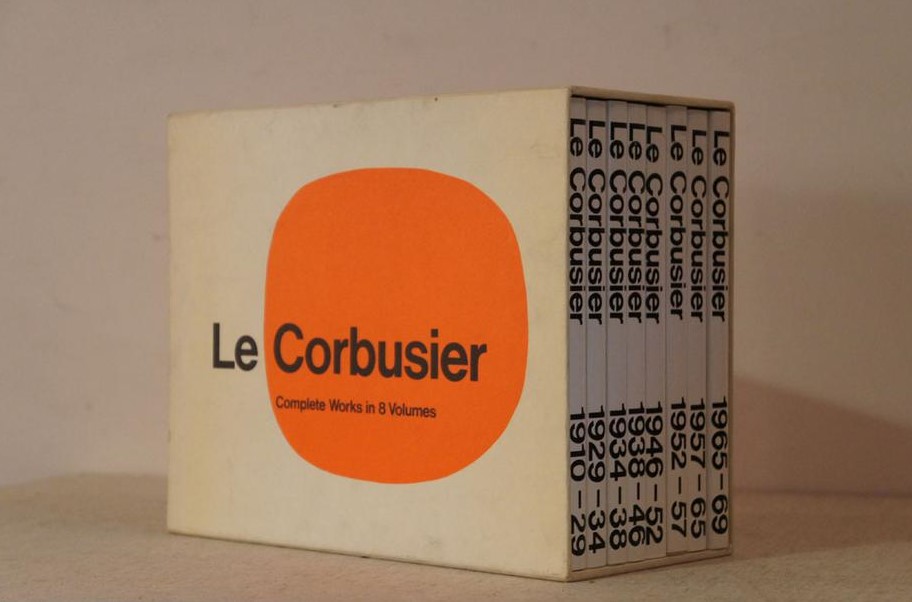 Le Corbusier
Complete Works in 8 Volumes
Le Corbusier 1910–29
Le Corbusier 1929–34
Le Corbusier 1934–38
Le Corbusier 1938–46
Le Corbusier 1946–52
Le Corbusier 1952–57
Le Corbusier 1957–65
Le Corbusier 1965–69